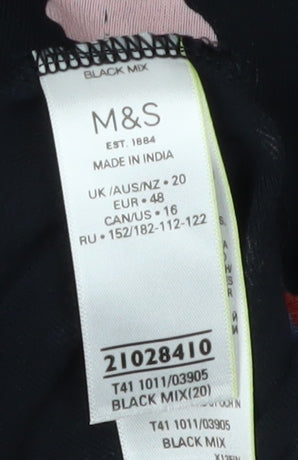 BLACK MIX
M&S
EST. 1884
MADE IN INDIA
UK/AUS/NZ • 20
EUR • 48
CAN/US • 16
RU • 152/182-112-122
21028410
T41 1011/03905
BLACK MIX(20)
T41 1011/03905
BLACK MIX